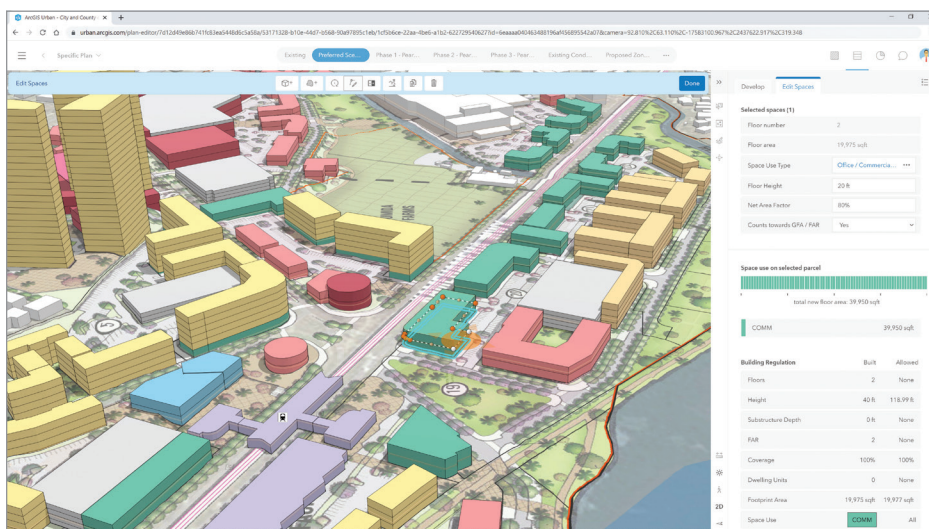 ArcGIS Urban - City and County
urban.arcgis.com/plan-editor/
Specific Plan
Existing
Preferred Sce...
Phase 1 - Pear...
Phase 2 - Pear...
Phase 3 - Pear...
Existing Cond...
Proposed Zon...
Edit Spaces
Done
Develop
Edit Spaces
Selected spaces (1)
Floor number 2
Floor area 19,975 sqft
Space Use Type Office / Commercia...
Floor Height 20 ft
Net Area Factor 80%
Counts towards GFA / FAR Yes
Space use on selected parcel
total new floor area: 39,950 sqft
COMM 39,950 sqft
Building Regulation Built Allowed
Floors 2 None
Height 40 ft 118.99 ft
Substructure Depth 0 ft None
FAR 2 None
Coverage 100% 100%
Dwelling Units 0 None
Footprint Area 19,975 sqft 19,977 sqft
Space Use COMM All
2D